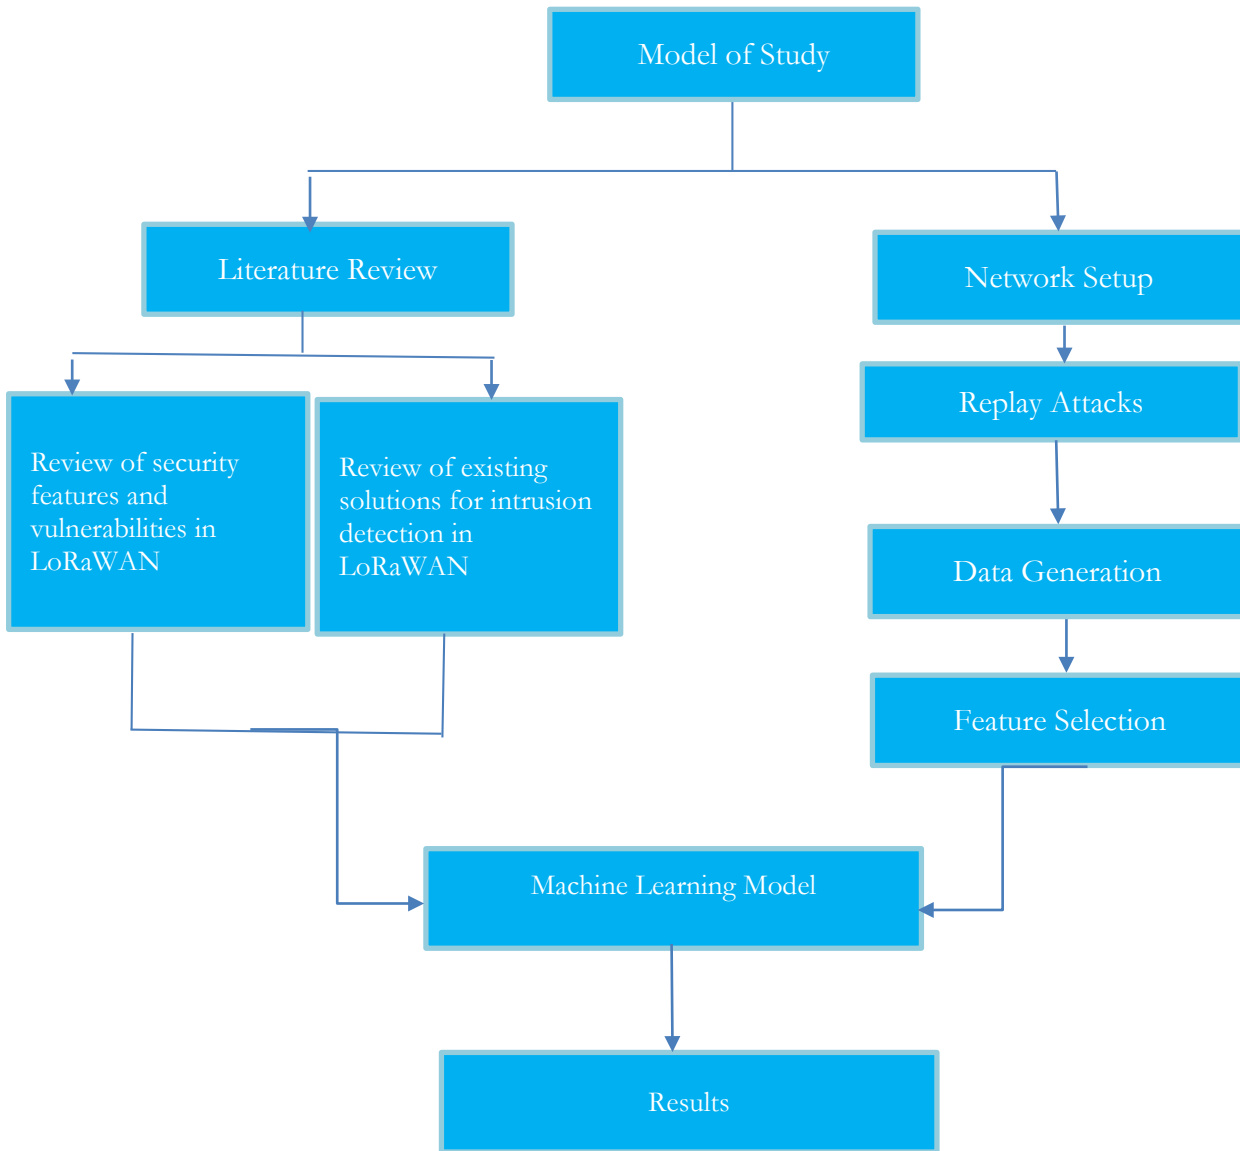 Model of Study
Literature Review
Network Setup
Replay Attacks
Review of security
features and
vulnerabilities in
LoRaWAN
Review of existing
solutions for intrusion
detection in
LoRaWAN
Data Generation
Feature Selection
Machine Learning Model
Results